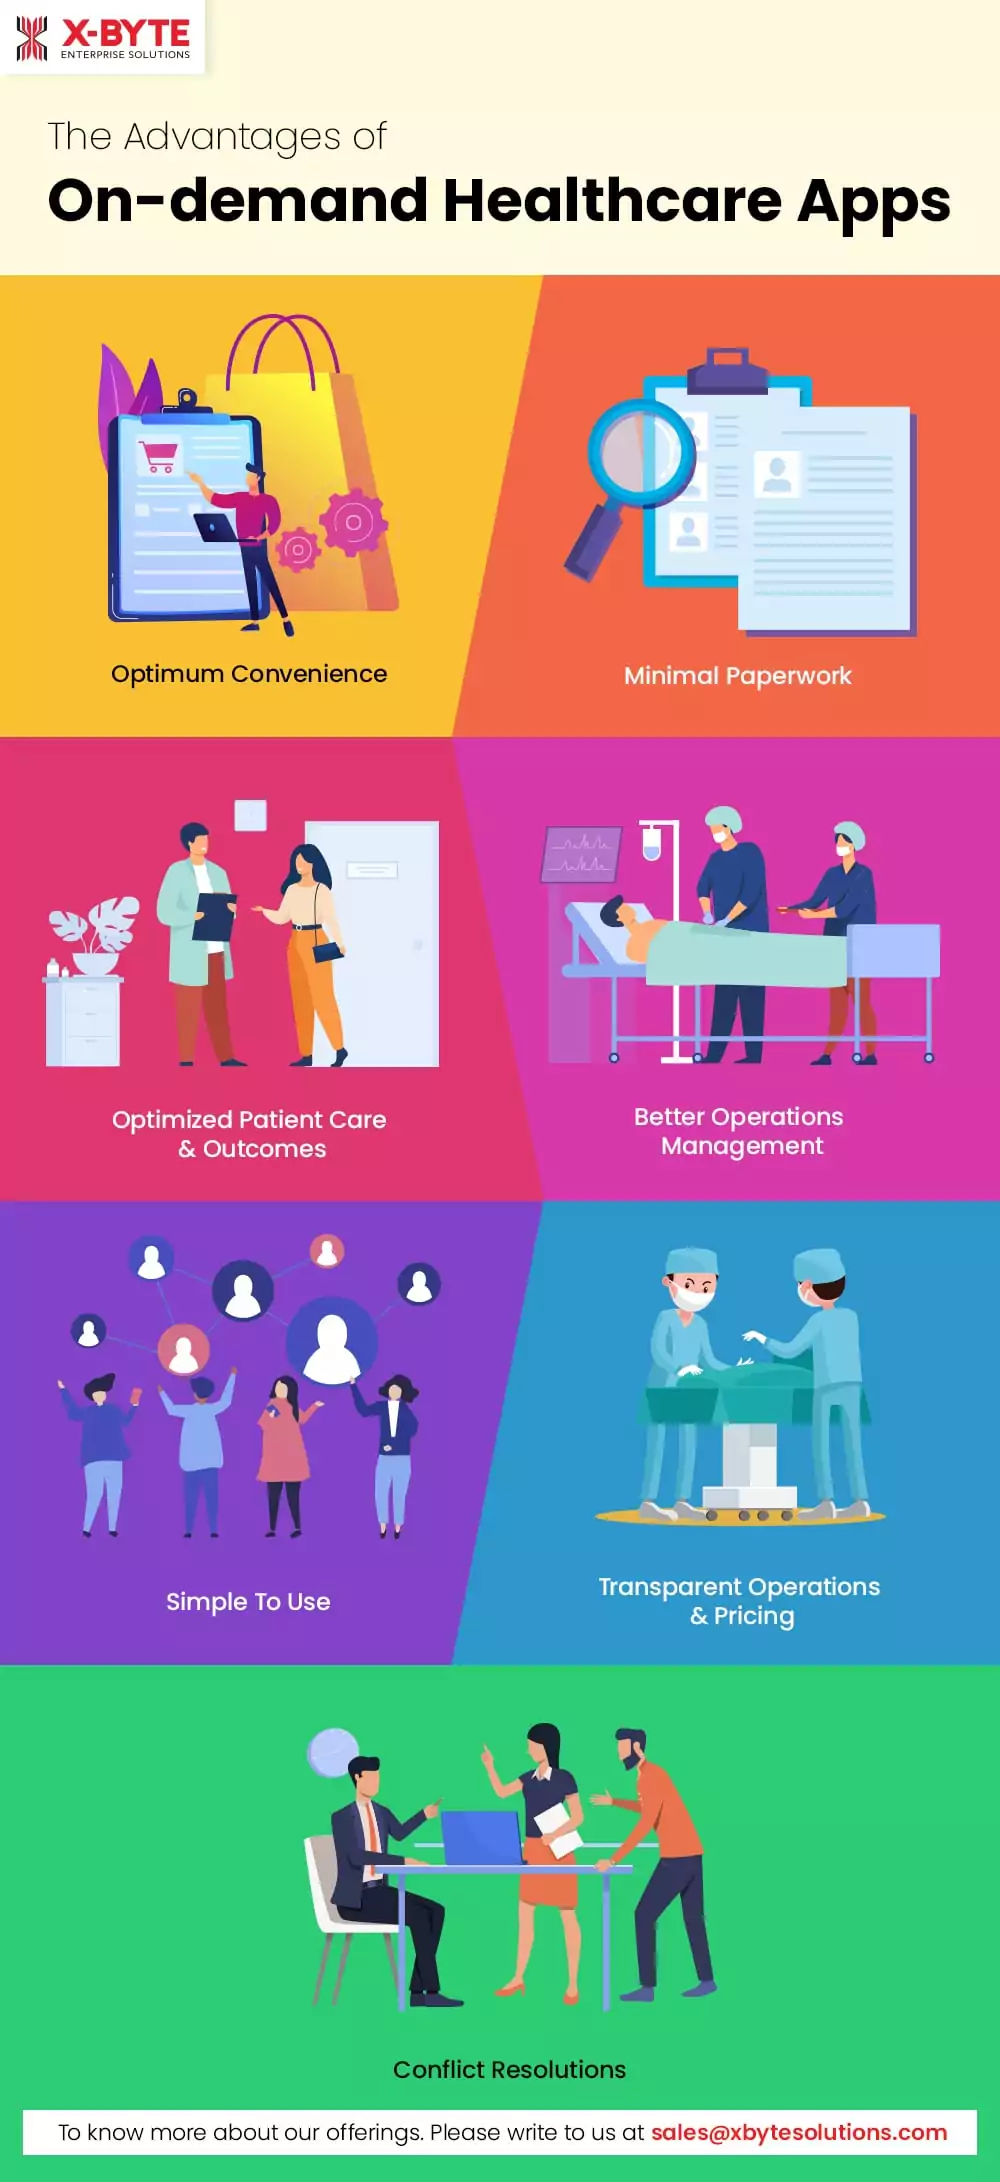 X-BYTE
ENTERPRISE SOLUTIONS
The Advantages of
On-demand Healthcare Apps
Optimum Convenience
Minimal Paperwork
Optimized Patient Care
& Outcomes
Better Operations
Management
Simple To Use
Transparent Operations
& Pricing
Conflict Resolutions
To know more about our offerings. Please write to us at sales@xbytesolutions.com